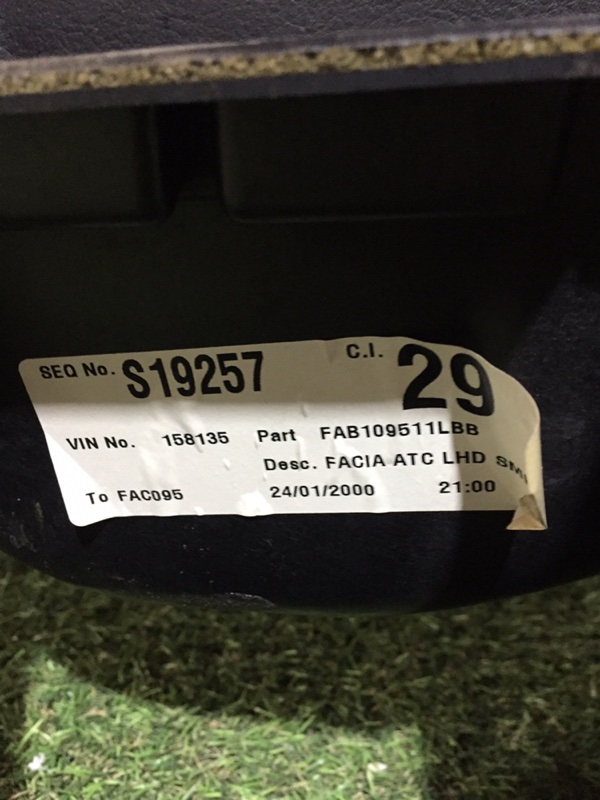 SEQ No. S19257 C.I. 29
VIN No. 158135 Part FAB109511LBB
Desc. FACIA ATC LHD
To FAC095 24/01/2000 21:00